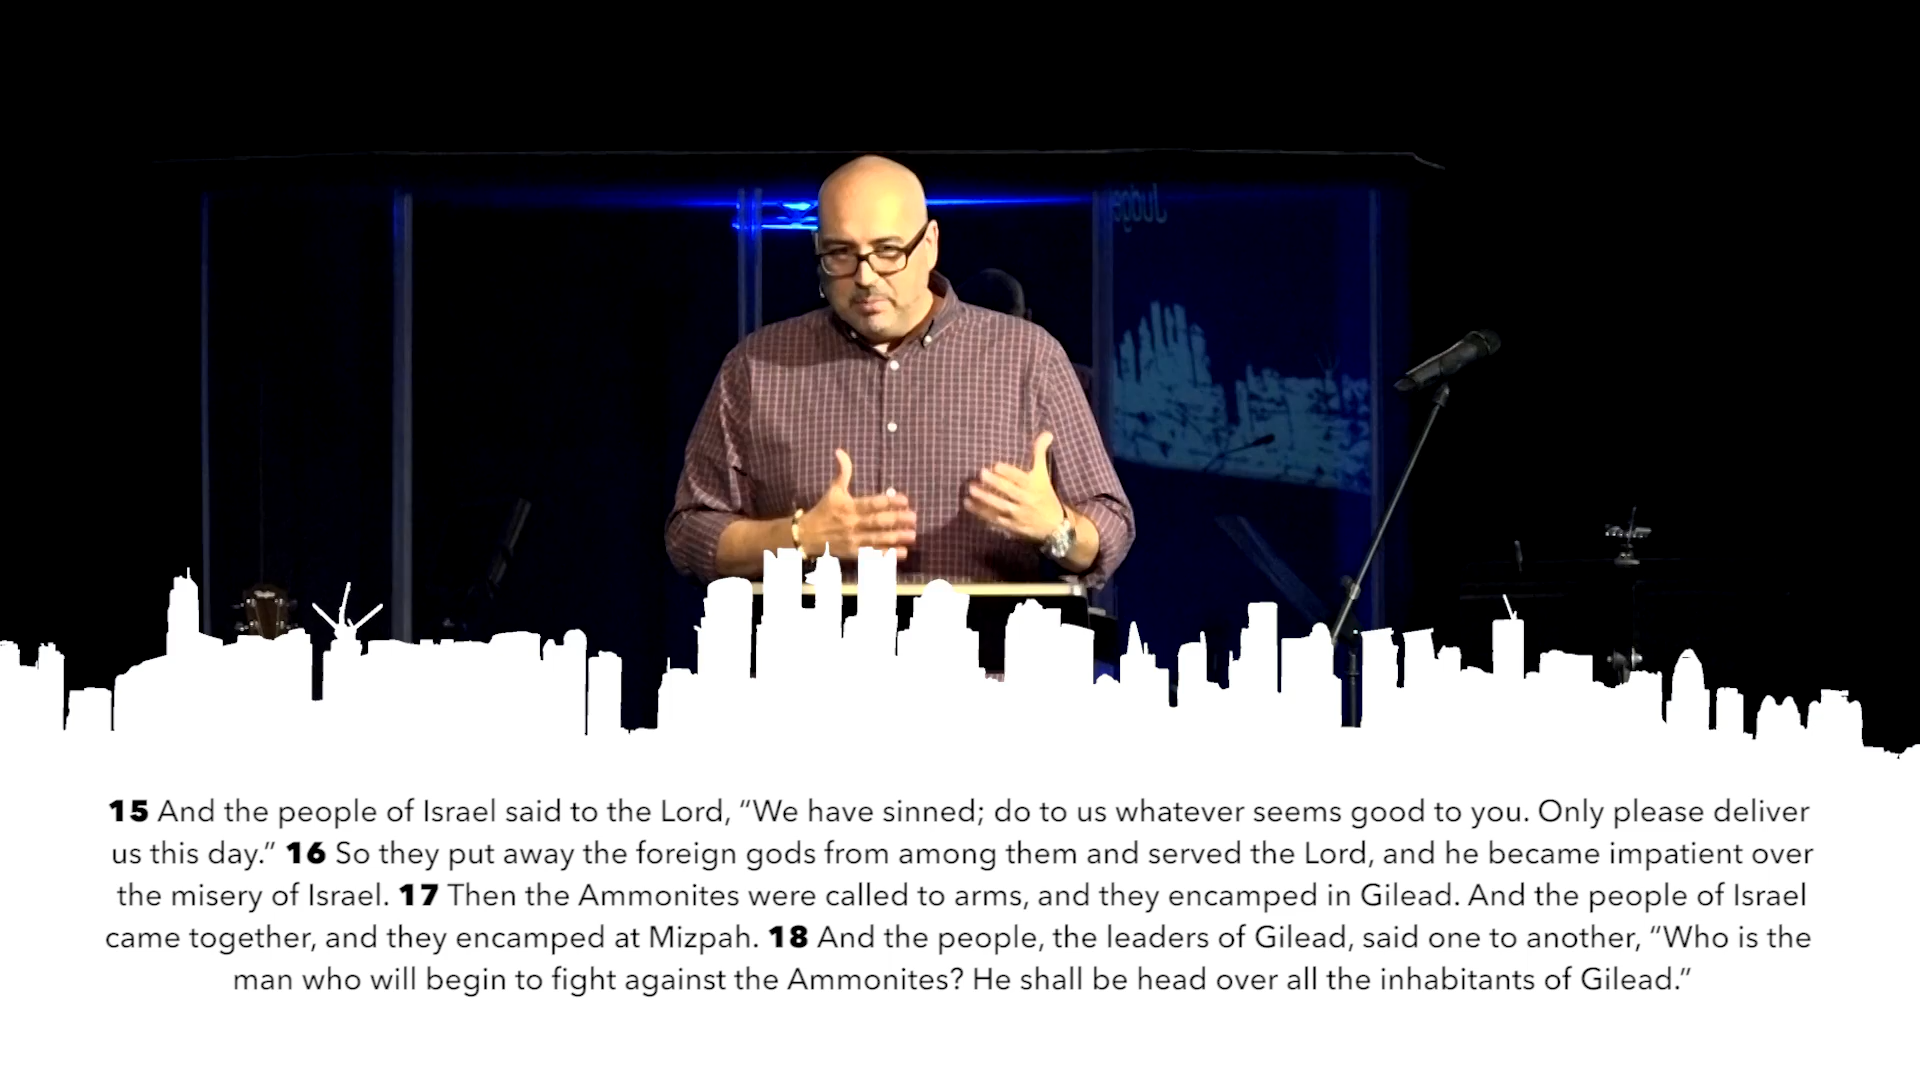 Judge
15 And the people of Israel said to the Lord, “We have sinned; do to us whatever seems good to you. Only please deliver
us this day.” 16 So they put away the foreign gods from among them and served the Lord, and he became impatient over
the misery of Israel. 17 Then the Ammonites were called to arms, and they encamped in Gilead. And the people of Israel
came together, and they encamped at Mizpah. 18 And the people, the leaders of Gilead, said one to another, “Who is the
man who will begin to fight against the Ammonites? He shall be head over all the inhabitants of Gilead.”